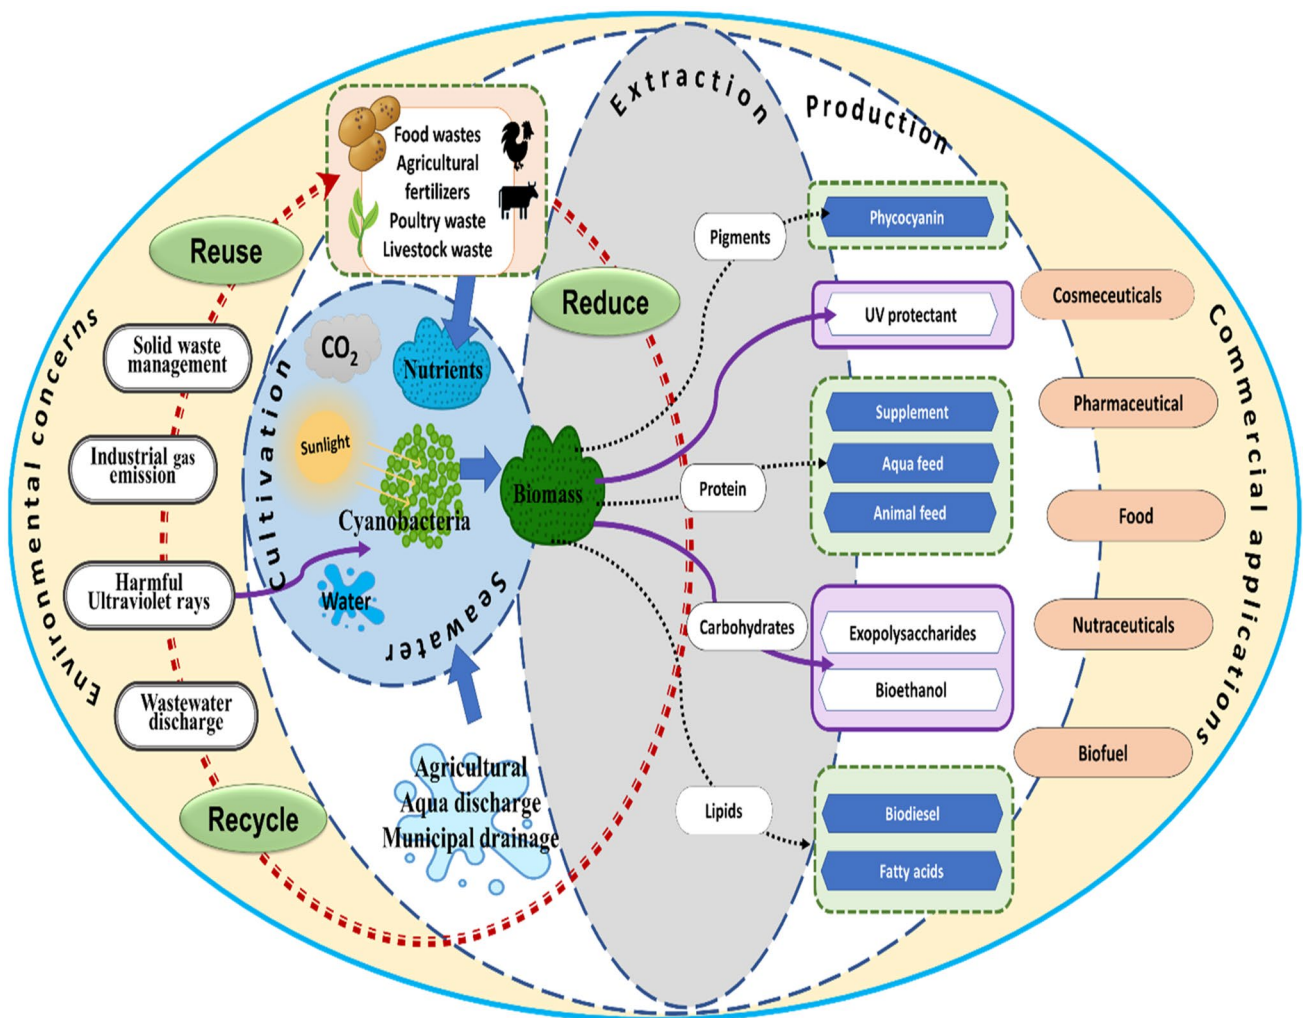 Extraction
Production
Food wastes
Agricultural
fertilizers
Poultry waste
Livestock waste
Reuse
Reduce
Recycle
Environmental concerns
Solid waste
management
Industrial gas
emission
Harmful
Ultraviolet rays
Wastewater
discharge
Cultivation
CO2
Nutrients
Sunlight
Cyanobacteria
Water
Seawater
Biomass
Agricultural
Aqua discharge
Municipal drainage
Pigments
Protein
Carbohydrates
Lipids
Phycocyanin
UV protectant
Supplement
Aqua feed
Animal feed
Exopolysaccharides
Bioethanol
Biodiesel
Fatty acids
Cosmeceuticals
Pharmaceutical
Food
Nutraceuticals
Biofuel
Commercial applications